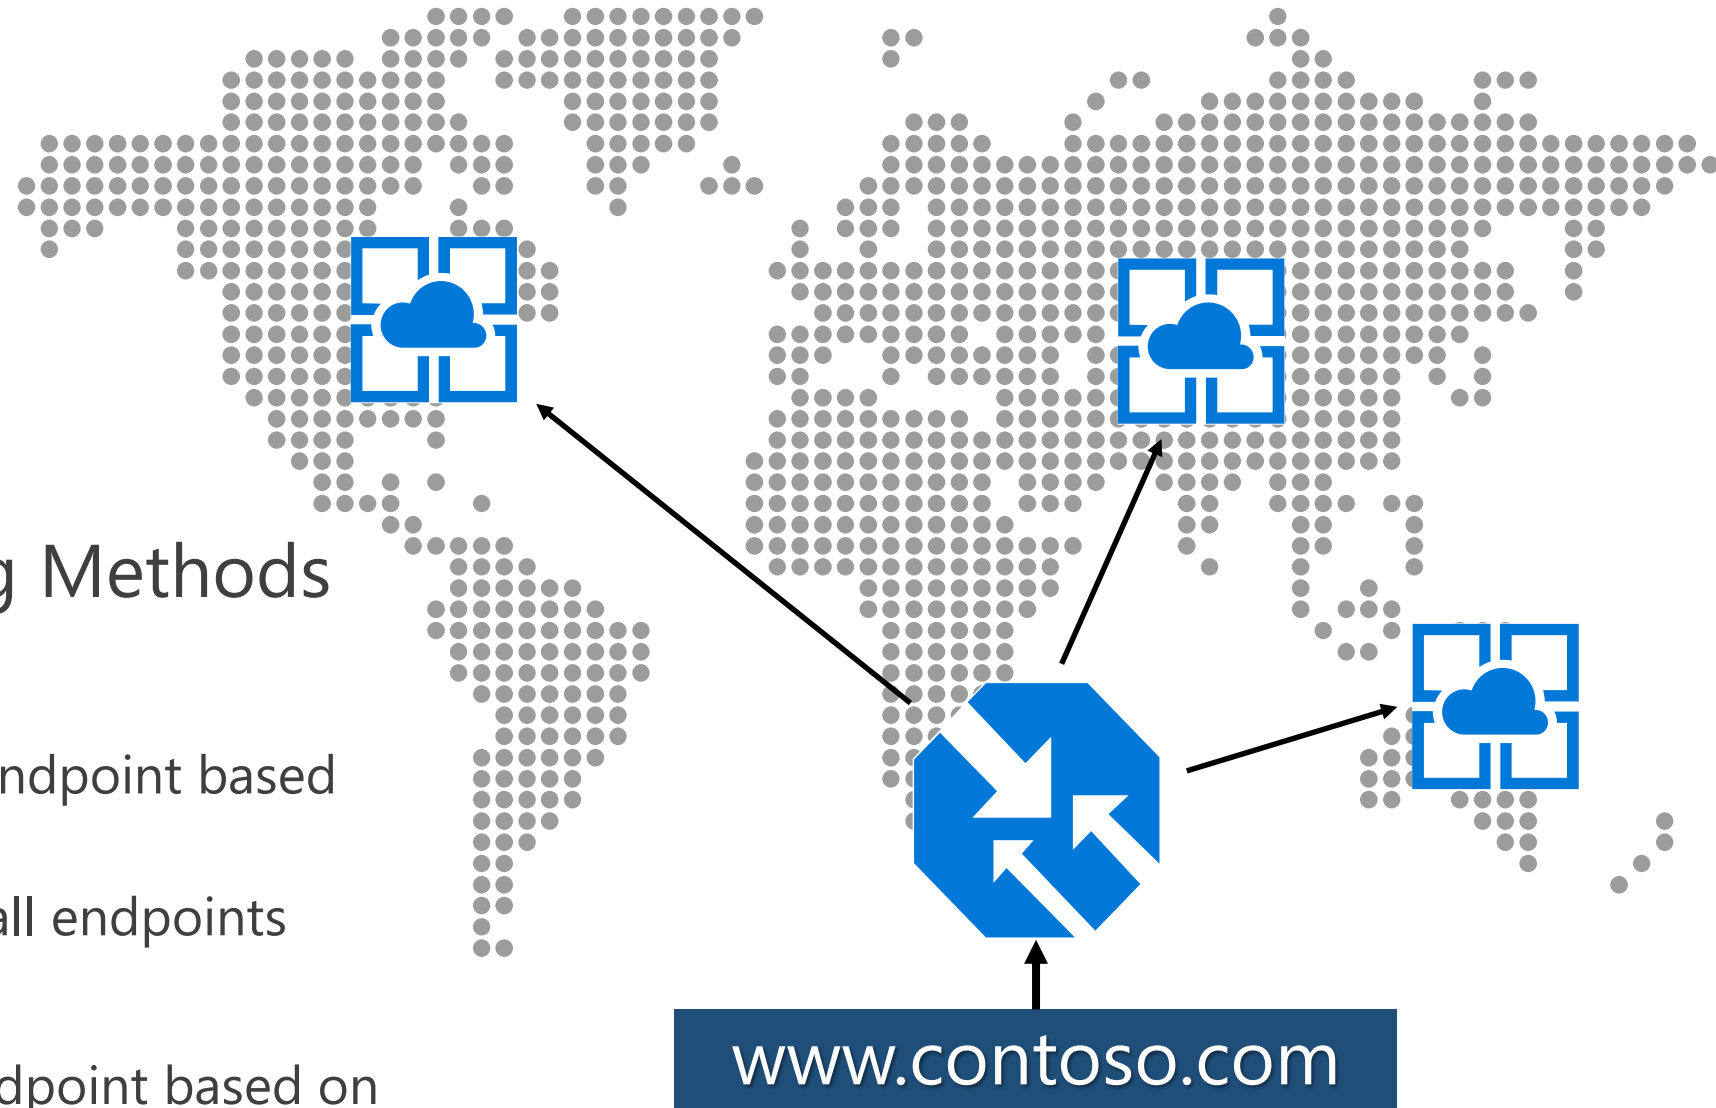 g Methods
ndpoint based
all endpoints
dpoint based on
www.contoso.com